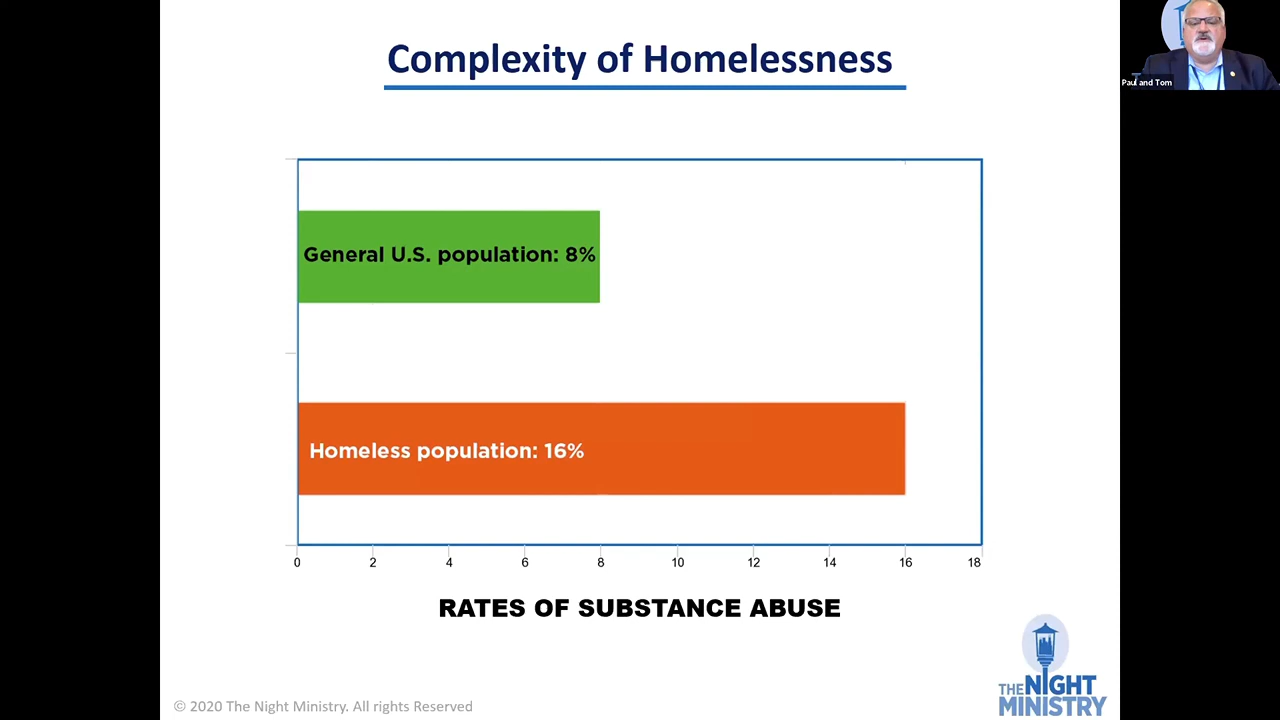 Complexity of Homelessness
Paul and Tom
General U.S. population: 8%
Homeless population: 16%
0 2 4 6 8 10 12 14 16 18
RATES OF SUBSTANCE ABUSE
THE NIGHT
MINISTRY
© 2020 The Night Ministry. All rights Reserved